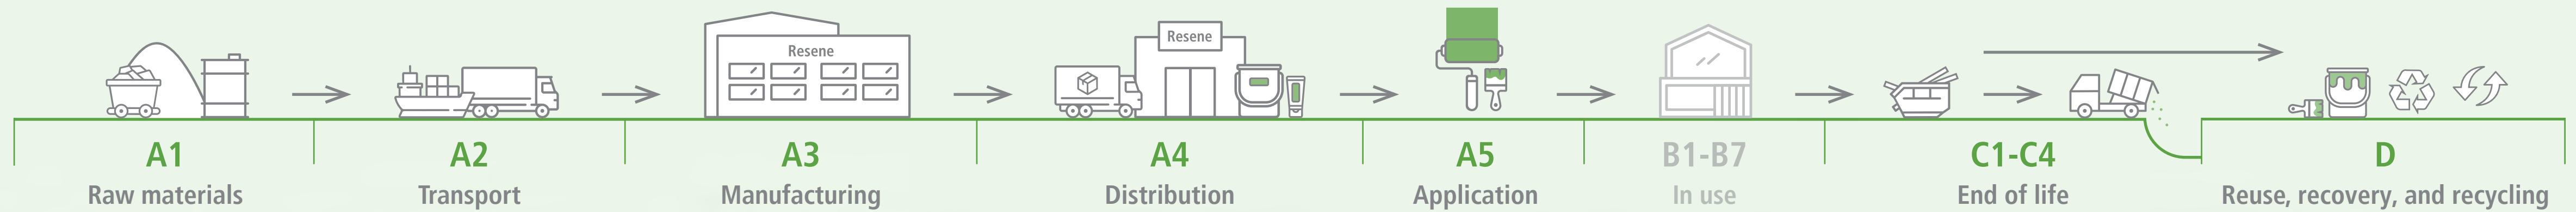 Resene
Resene
A1
A2
A3
A4
A5
B1-B7
C1-C4
D
Raw materials
Transport
Manufacturing
Distribution
Application
In use
End of life
Reuse, recovery, and recycling